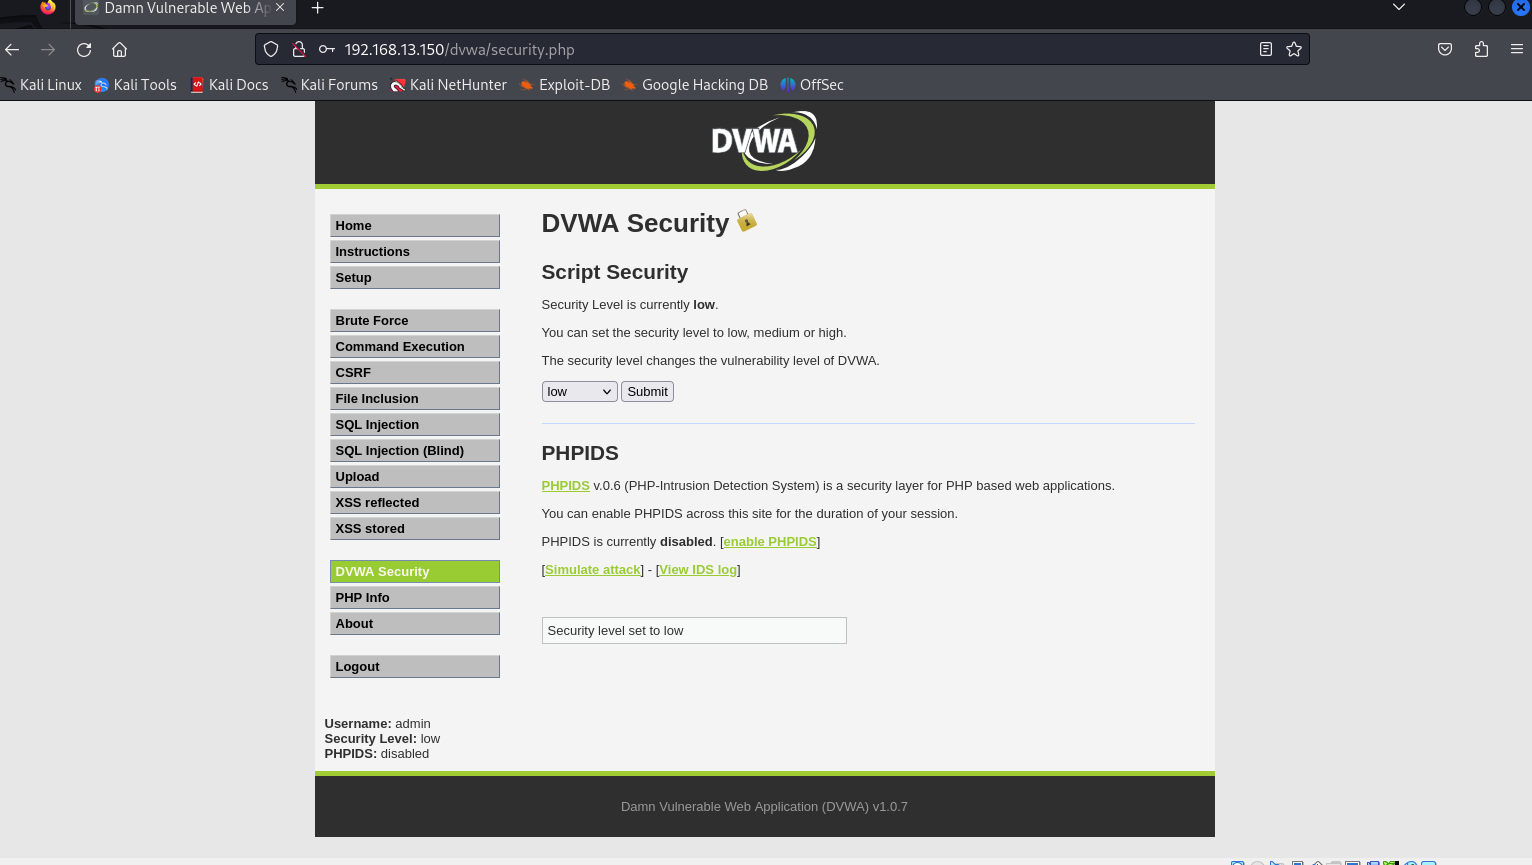 Damn Vulnerable Web Ap
192.168.13.150/dvwa/security.php
Kali Linux Kali Tools Kali Docs Kali Forums Kali NetHunter Exploit-DB Google Hacking DB OffSec
DVWA
Home
Instructions
Setup
Brute Force
Command Execution
CSRF
File Inclusion
SQL Injection
SQL Injection (Blind)
Upload
XSS reflected
XSS stored
DVWA Security
PHP Info
About
Logout
DVWA Security
Script Security
Security Level is currently low.
You can set the security level to low, medium or high.
The security level changes the vulnerability level of DVWA.
low Submit
PHPIDS
PHPIDS v.0.6 (PHP-Intrusion Detection System) is a security layer for PHP based web applications.
You can enable PHPIDS across this site for the duration of your session.
PHPIDS is currently disabled. [enable PHPIDS]
[Simulate attack] - [View IDS log]
Security level set to low
Username: admin
Security Level: low
PHPIDS: disabled
Damn Vulnerable Web Application (DVWA) v1.0.7